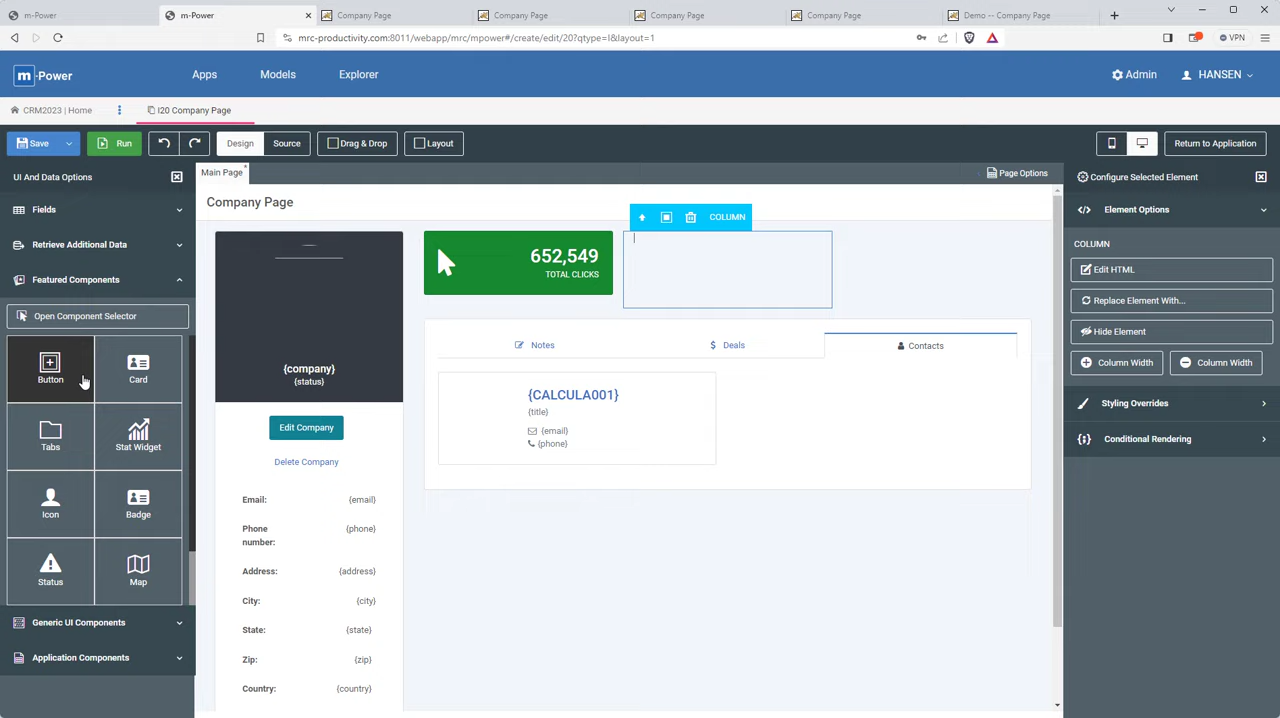 m-Power
m-Power
Company Page
Company Page
Company Page
Company Page
Demo -- Company Page
mrc-productivity.com:8011/webapp/mrc/mpower#/create/edit/20?qtype=I&layout=1
VPN
m-Power
Apps
Models
Explorer
Admin
HANSEN
CRM2023 | Home
I20 Company Page
Save
Run
Design
Source
Drag & Drop
Layout
Return to Application
UI And Data Options
Main Page*
Page Options
Configure Selected Element
Fields
Retrieve Additional Data
Featured Components
Open Component Selector
Button
Card
Tabs
Stat Widget
Icon
Badge
Status
Map
Generic UI Components
Application Components
Company Page
{company}
{status}
Edit Company
Delete Company
Email: {email}
Phone number: {phone}
Address: {address}
City: {city}
State: {state}
Zip: {zip}
Country: {country}
652,549
TOTAL CLICKS
COLUMN
Notes
Deals
Contacts
{CALCULA001}
{title}
{email}
{phone}
Element Options
COLUMN
Edit HTML
Replace Element With...
Hide Element
Column Width
Column Width
Styling Overrides
Conditional Rendering